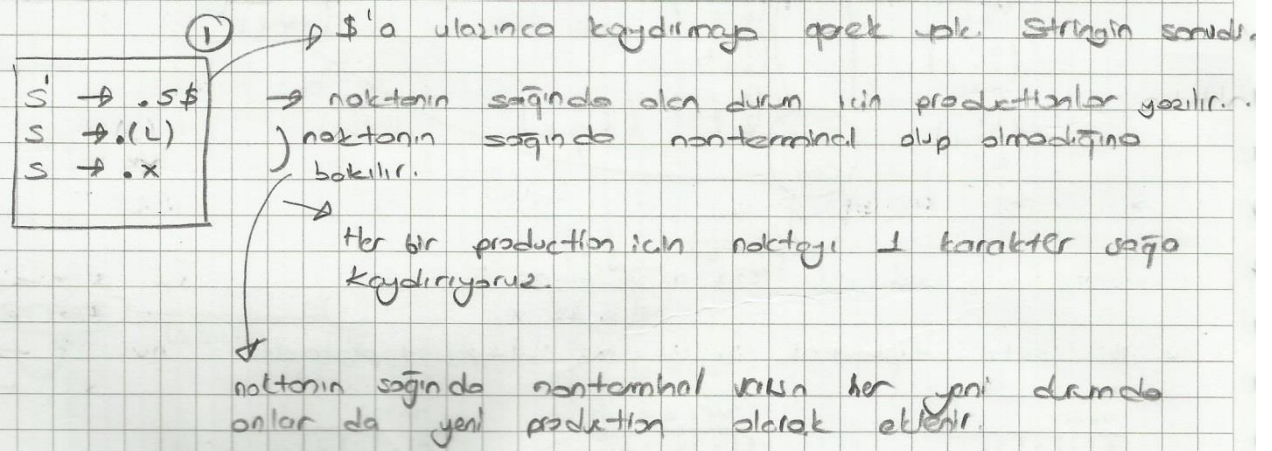 ① → $'a ulaşınca kaydırmaya gerek yok. Stringin sonudur.
S' → .S$ → noktanın sağında olan durum için productionlar yazılır.
S → .(L) noktanın sağında nonterminal olup olmadığına
S → .x bakılır.
→ Her bir production için noktayı 1 karakter sağa
kaydırıyoruz.
noktanın sağında nonterminal varsa her yeni durumda
onlar da yeni production olarak eklenir.